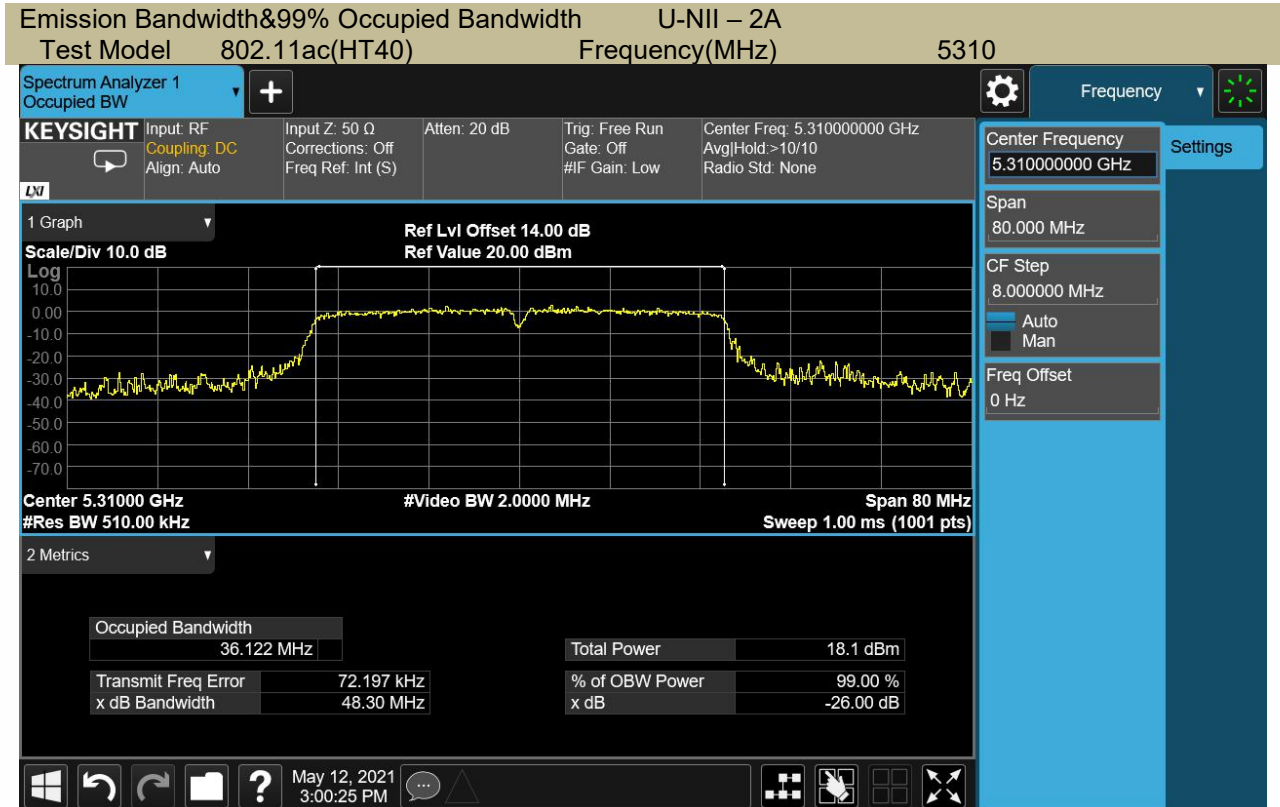 Emission Bandwidth&99% Occupied Bandwidth U-NII – 2A
Test Model 802.11ac(HT40) Frequency(MHz) 5310
Spectrum Analyzer 1
Occupied BW
+
Frequency
KEYSIGHT
LXI
Input: RF
Coupling: DC
Align: Auto
Input Z: 50 Ω
Corrections: Off
Freq Ref: Int (S)
Atten: 20 dB
Trig: Free Run
Gate: Off
#IF Gain: Low
Center Freq: 5.310000000 GHz
Avg|Hold:>10/10
Radio Std: None
Center Frequency
5.310000000 GHz
Settings
Span
80.000 MHz
CF Step
8.000000 MHz
Auto
Man
Freq Offset
0 Hz
1 Graph
Ref Lvl Offset 14.00 dB
Scale/Div 10.0 dB Ref Value 20.00 dBm
Log
10.0
0.00
-10.0
-20.0
-30.0
-40.0
-50.0
-60.0
-70.0
Center 5.31000 GHz #Video BW 2.0000 MHz Span 80 MHz
#Res BW 510.00 kHz Sweep 1.00 ms (1001 pts)
2 Metrics
Occupied Bandwidth
36.122 MHz
Total Power 18.1 dBm
Transmit Freq Error 72.197 kHz
% of OBW Power 99.00 %
x dB Bandwidth 48.30 MHz
x dB -26.00 dB
?
May 12, 2021
3:00:25 PM